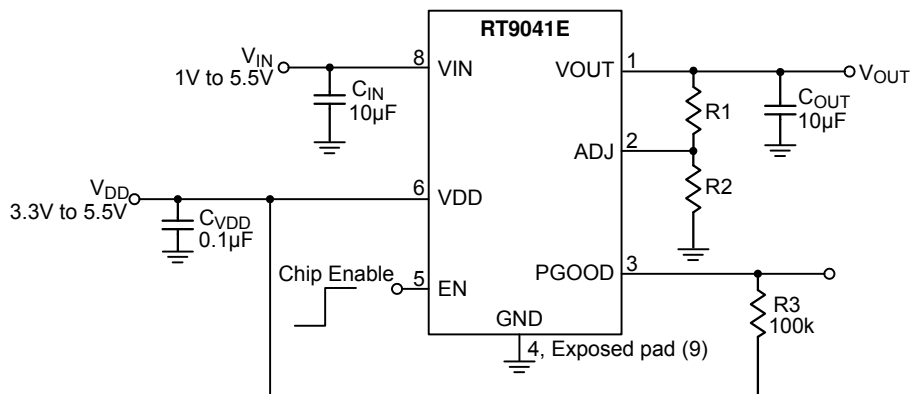 RT9041E
V_IN
1V to 5.5V
8
VIN
C_IN
10µF
VOUT
1
V_OUT
R1
C_OUT
10µF
ADJ
2
R2
V_DD
3.3V to 5.5V
6
VDD
C_VDD
0.1µF
Chip Enable
5
EN
PGOOD
3
R3
100k
GND
4, Exposed pad (9)